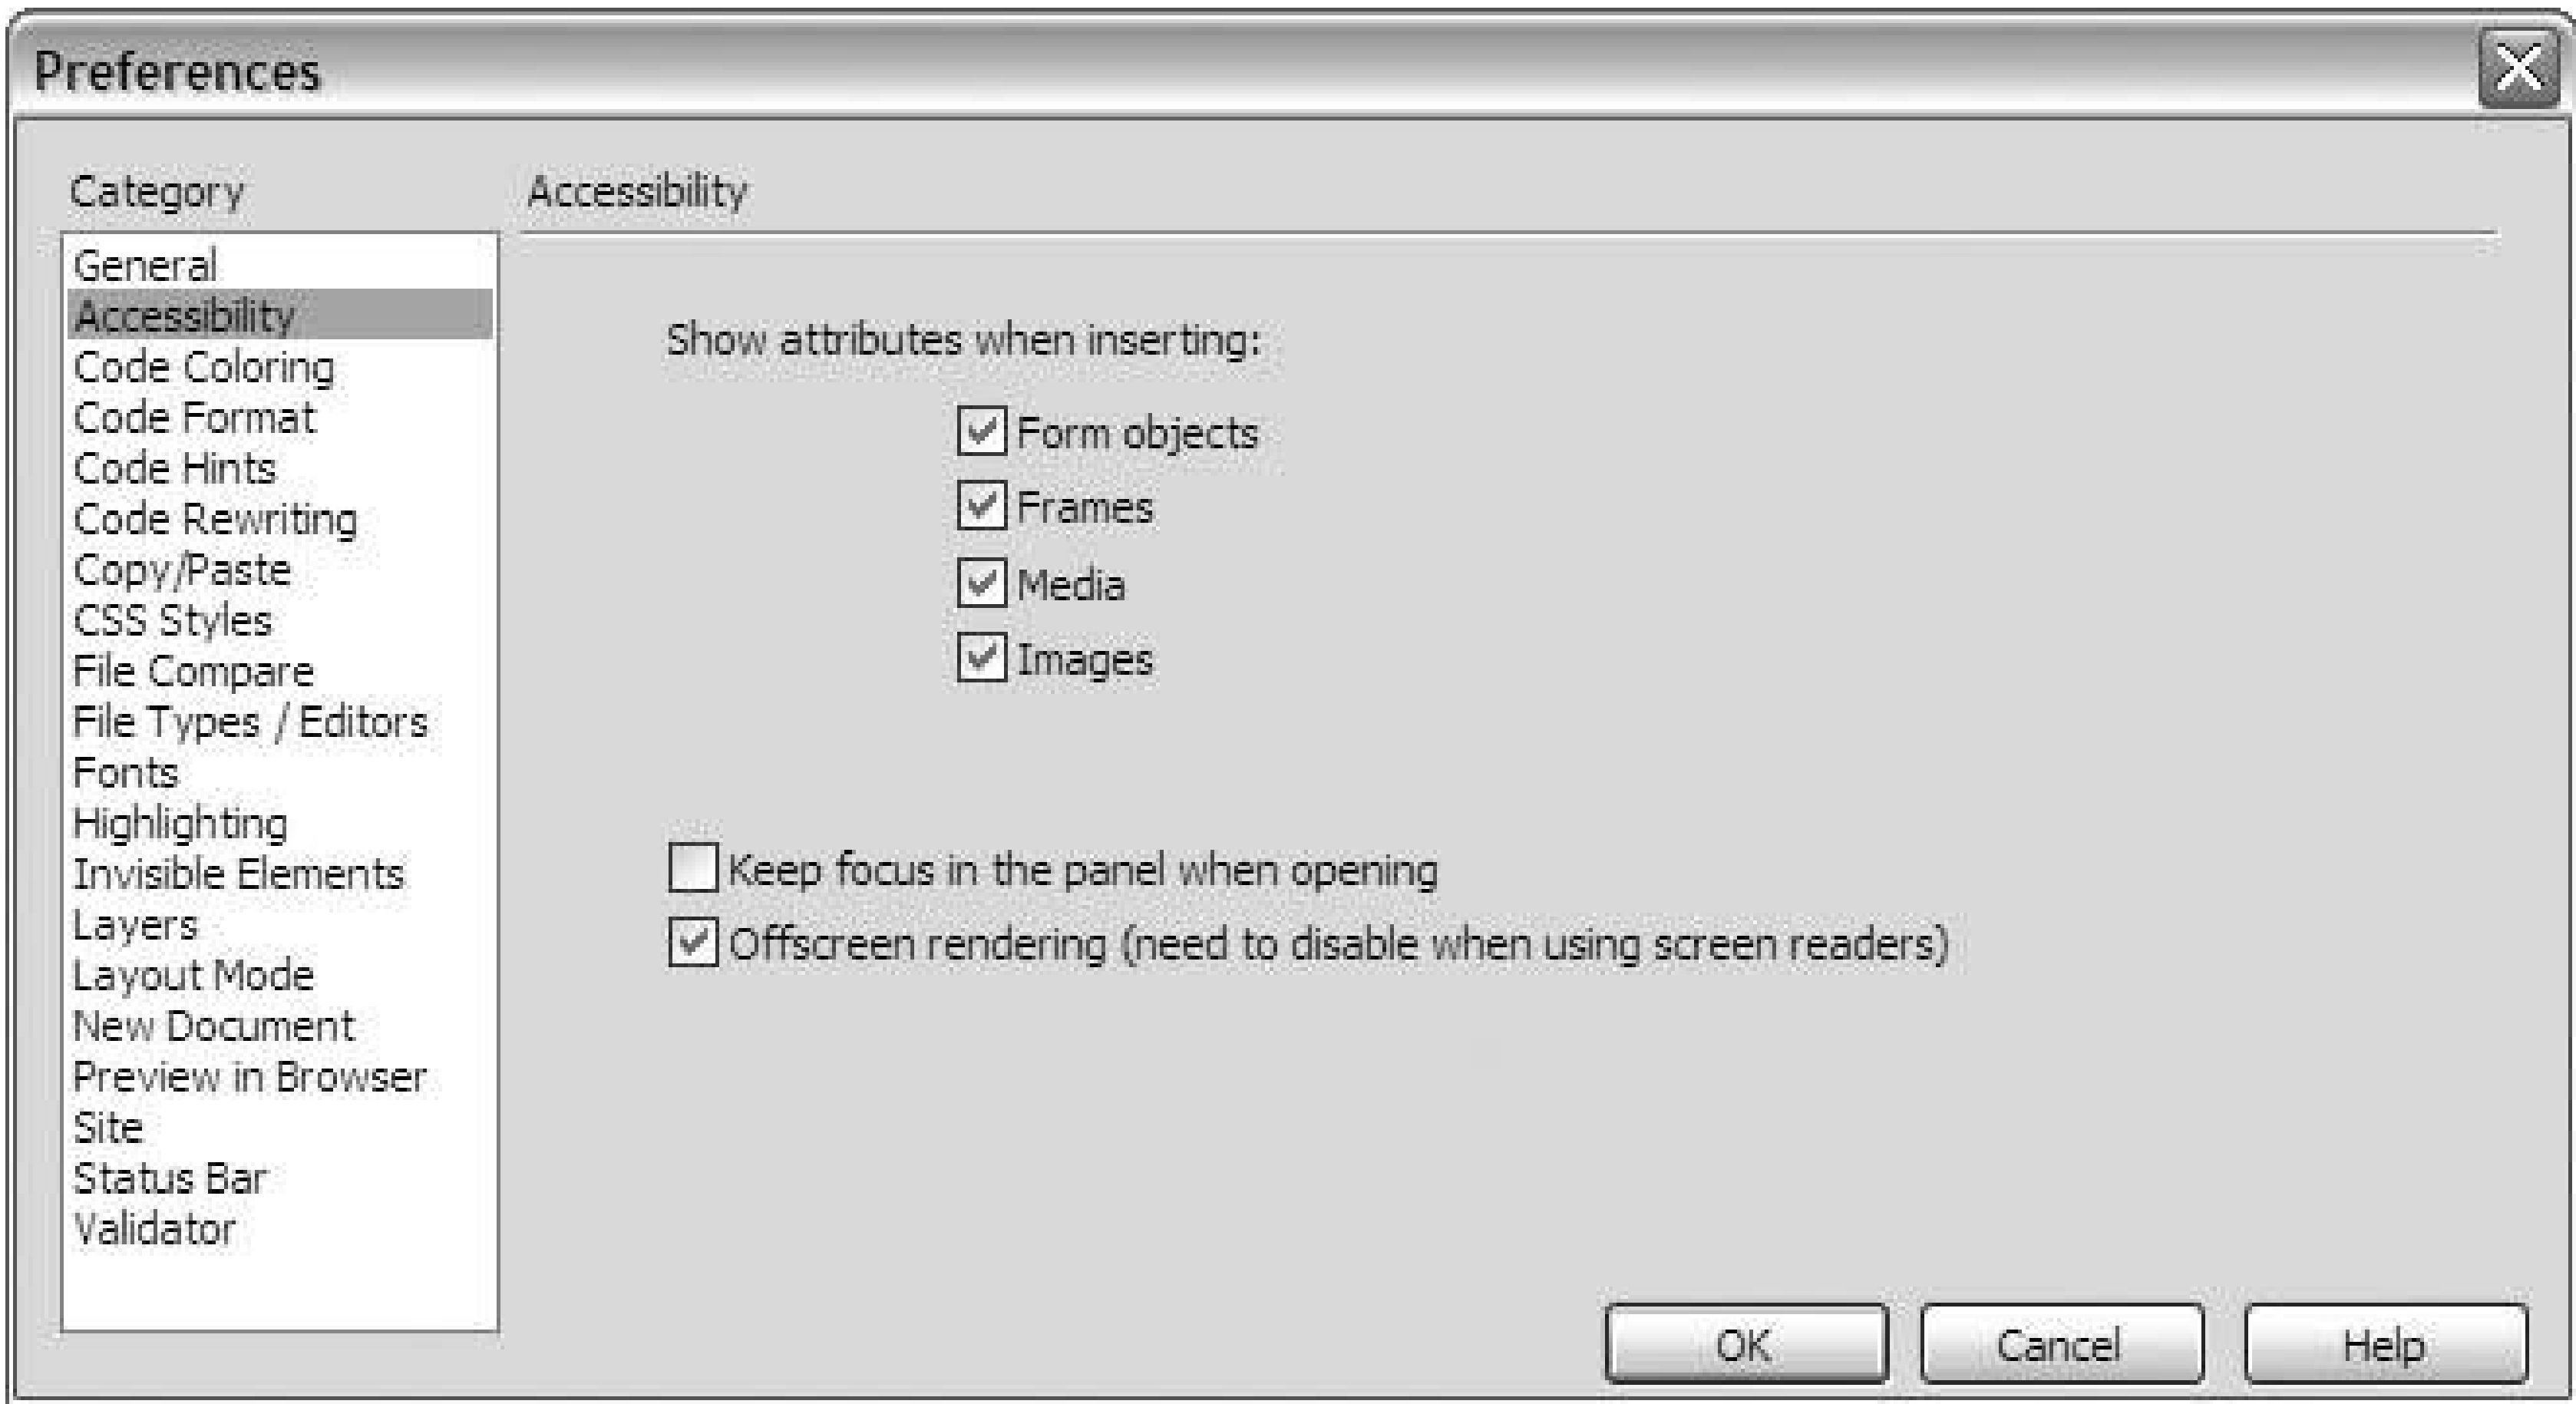 Preferences
Category
General
Accessibility
Code Coloring
Code Format
Code Hints
Code Rewriting
Copy/Paste
CSS Styles
File Compare
File Types / Editors
Fonts
Highlighting
Invisible Elements
Layers
Layout Mode
New Document
Preview in Browser
Site
Status Bar
Validator
Accessibility
Show attributes when inserting:
Form objects
Frames
Media
Images
Keep focus in the panel when opening
Offscreen rendering (need to disable when using screen readers)
OK
Cancel
Help